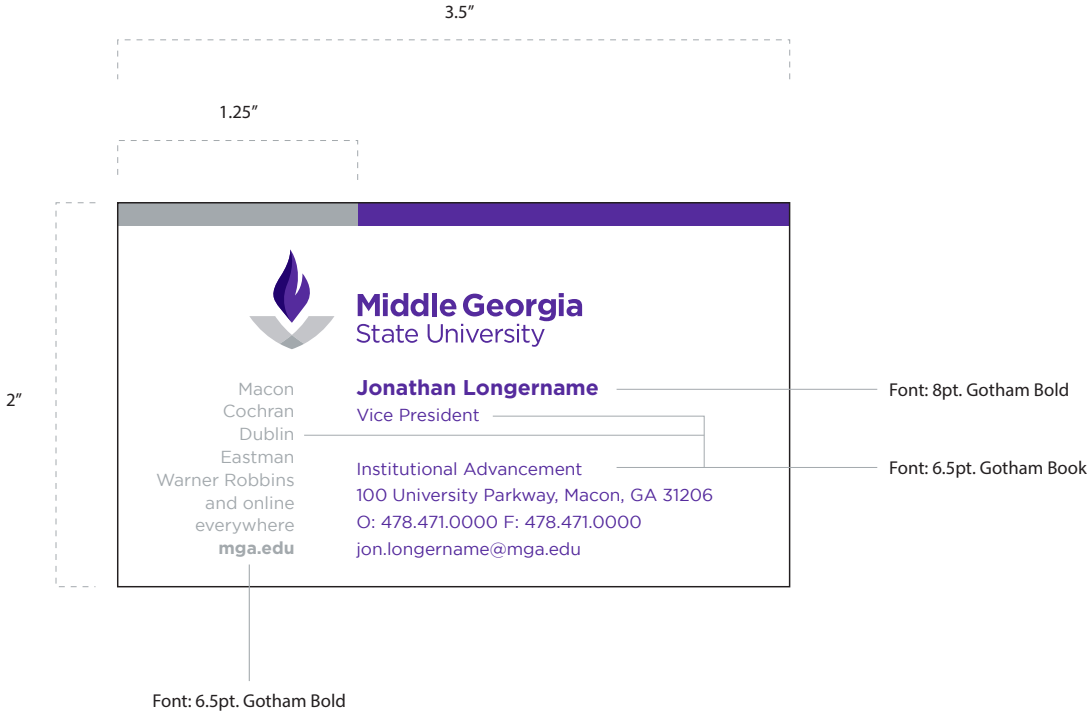 3.5”
1.25”
2”
Middle Georgia
State University
Macon
Cochran
Dublin
Eastman
Warner Robbins
and online
everywhere
mga.edu
Jonathan Longername
Vice President
Institutional Advancement
100 University Parkway, Macon, GA 31206
O: 478.471.0000 F: 478.471.0000
jon.longername@mga.edu
Font: 8pt. Gotham Bold
Font: 6.5pt. Gotham Book
Font: 6.5pt. Gotham Bold